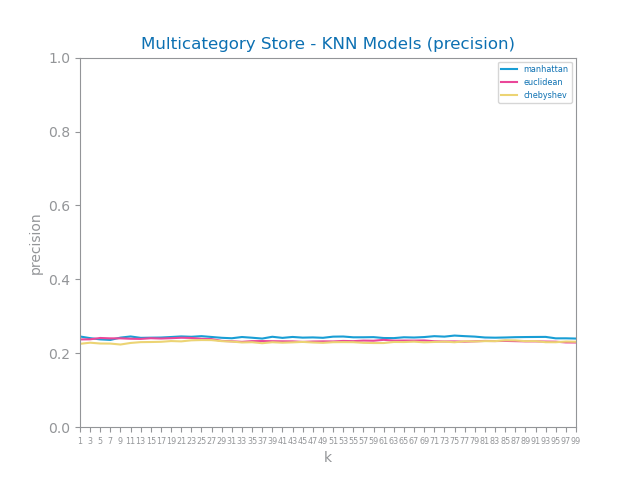 Multicategory Store - KNN Models (precision)
manhattan
euclidean
chebyshev
1.0
0.8
0.6
0.4
0.2
0.0
precision
1 3 5 7 9 11 13 15 17 19 21 23 25 27 29 31 33 35 37 39 41 43 45 47 49 51 53 55 57 59 61 63 65 67 69 71 73 75 77 79 81 83 85 87 89 91 93 95 97 99
k